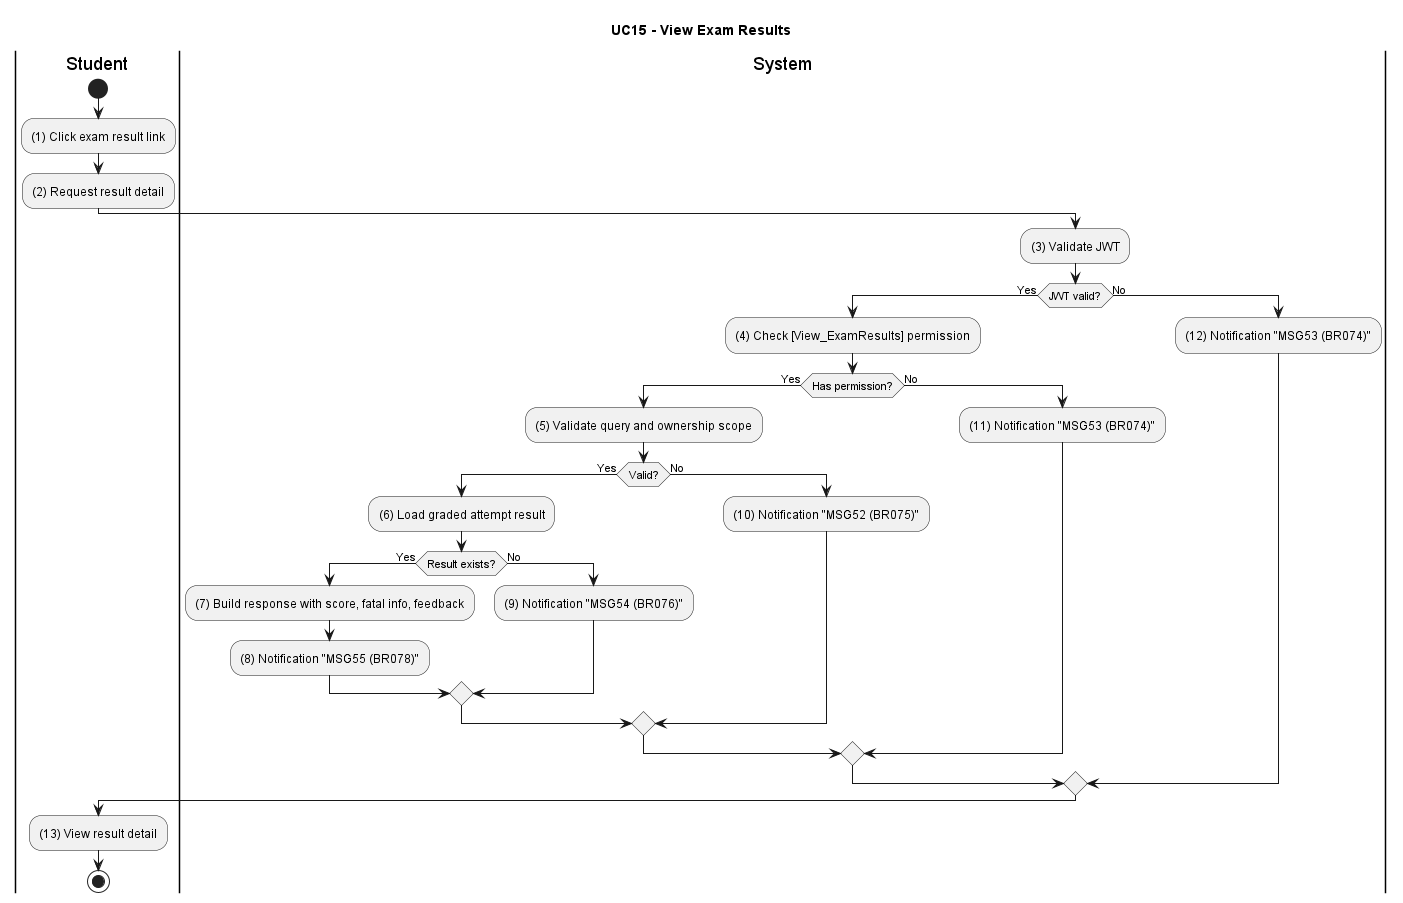 UC15 - View Exam Results
Student
System
(1) Click exam result link
(2) Request result detail
(3) Validate JWT
Yes
JWT valid?
No
(4) Check [View_ExamResults] permission
(12) Notification "MSG53 (BR074)"
Yes
Has permission?
No
(5) Validate query and ownership scope
(11) Notification "MSG53 (BR074)"
Yes
Valid?
No
(6) Load graded attempt result
(10) Notification "MSG52 (BR075)"
Yes
Result exists?
No
(7) Build response with score, fatal info, feedback
(9) Notification "MSG54 (BR076)"
(8) Notification "MSG55 (BR078)"
(13) View result detail